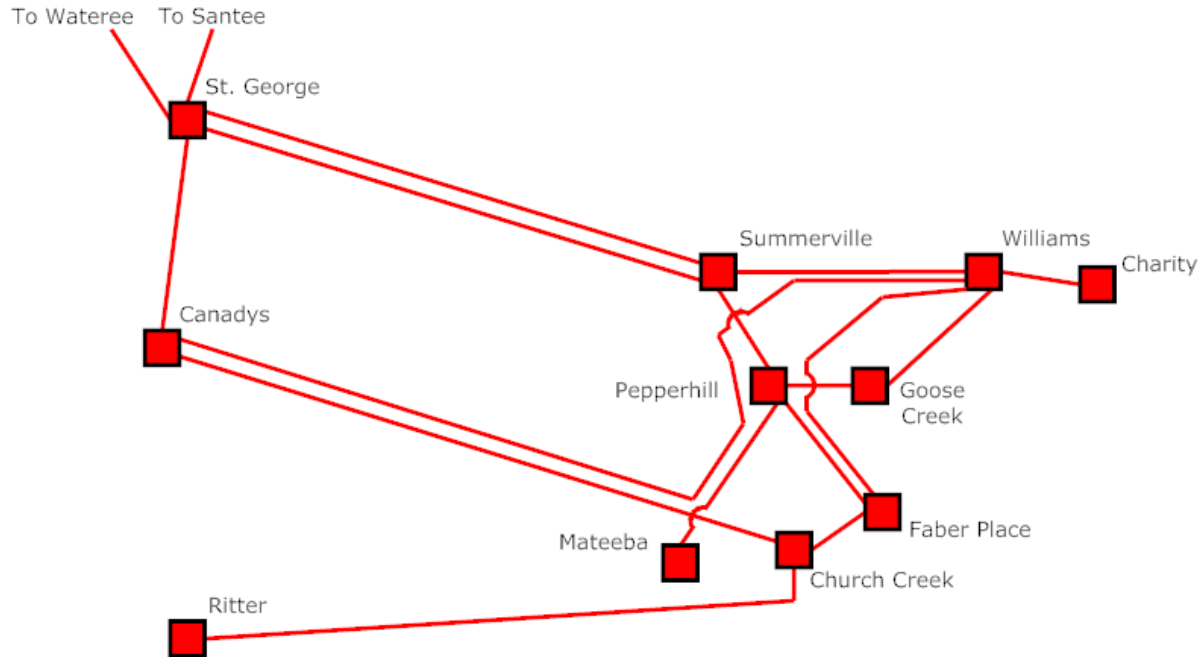 To Wateree
To Santee
St. George
Summerville
Williams
Charity
Canadys
Pepperhill
Goose
Creek
Faber Place
Mateeba
Church Creek
Ritter